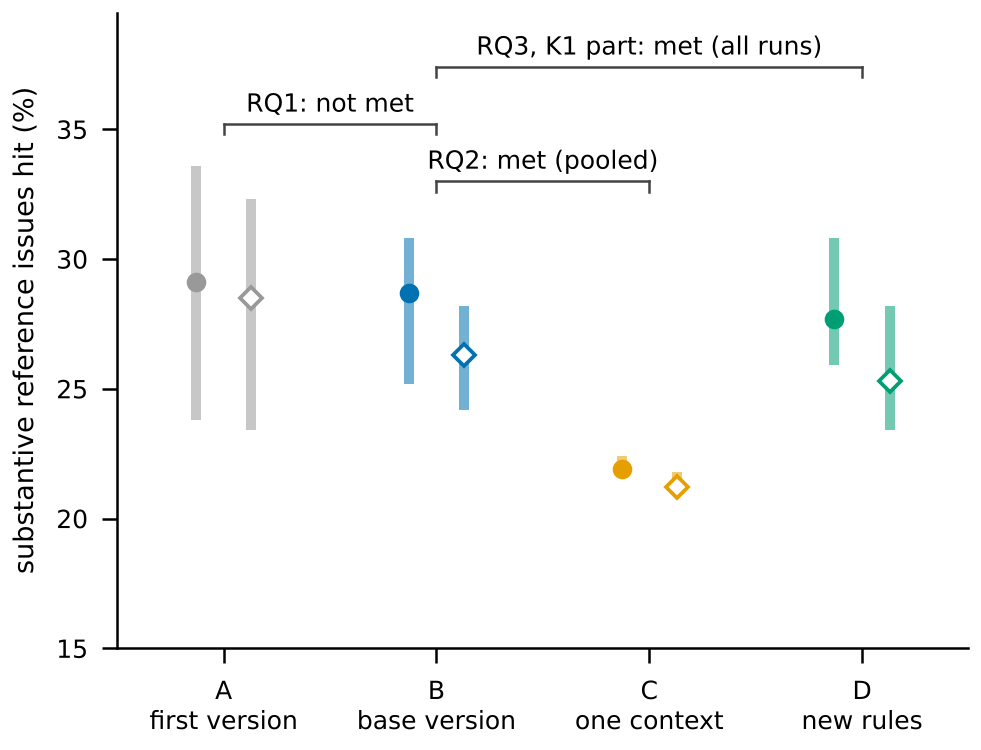 RQ3, K1 part: met (all runs)
RQ1: not met
RQ2: met (pooled)
substantive reference issues hit (%)
35
30
25
20
15
A
first version
B
base version
C
one context
D
new rules